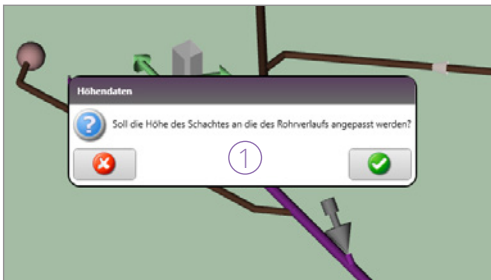 Höhendaten
Soll die Höhe des Schachtes an die des Rohrverlaufs angepasst werden?
1